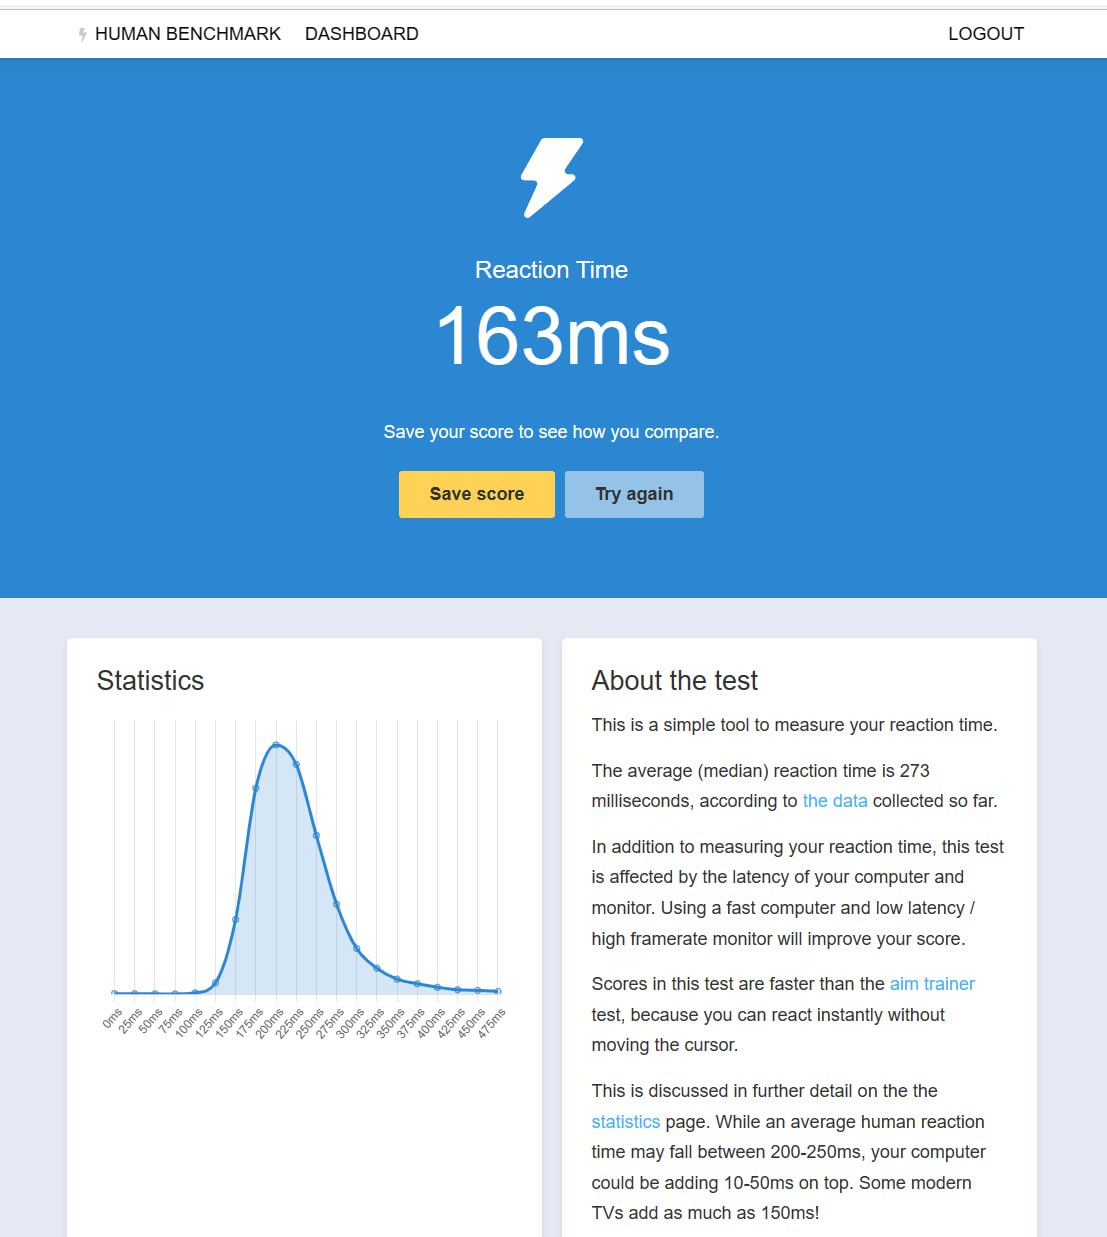 HUMAN BENCHMARK DASHBOARD LOGOUT
Reaction Time
163ms
Save your score to see how you compare.
Save score Try again
Statistics
0ms 25ms 50ms 75ms 100ms 125ms 150ms 175ms 200ms 225ms 250ms 275ms 300ms 325ms 350ms 375ms 400ms 425ms 450ms 475ms
About the test
This is a simple tool to measure your reaction time.
The average (median) reaction time is 273
milliseconds, according to the data collected so far.
In addition to measuring your reaction time, this test
is affected by the latency of your computer and
monitor. Using a fast computer and low latency /
high framerate monitor will improve your score.
Scores in this test are faster than the aim trainer
test, because you can react instantly without
moving the cursor.
This is discussed in further detail on the the
statistics page. While an average human reaction
time may fall between 200-250ms, your computer
could be adding 10-50ms on top. Some modern
TVs add as much as 150ms!